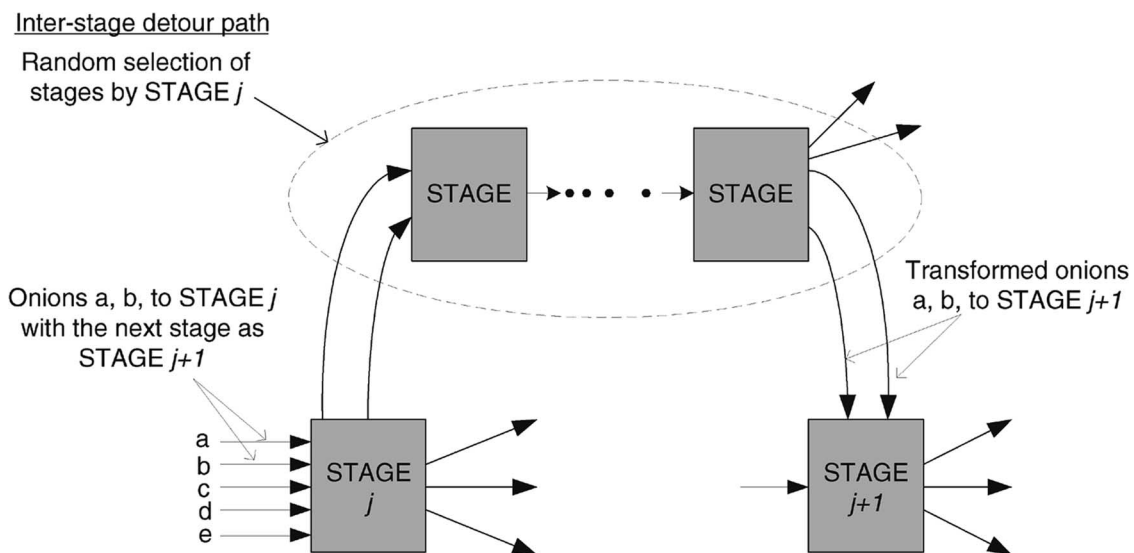 Inter-stage detour path
Random selection of
stages by STAGE j
STAGE
STAGE
Onions a, b, to STAGE j
with the next stage as
STAGE j+1
Transformed onions
a, b, to STAGE j+1
a
b
c
d
e
STAGE
j
STAGE
j+1